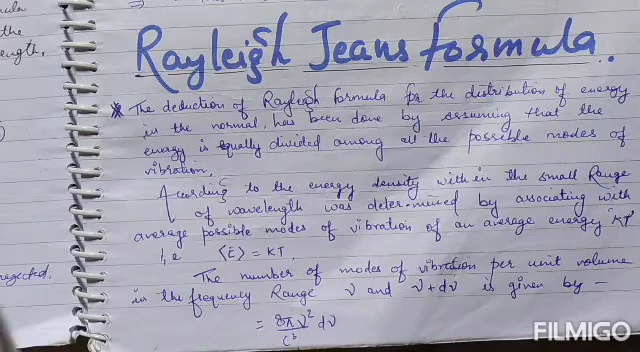 the
length.
Rayleigh Jeans formula.
* The deduction of Rayleigh formula for the distribution of energy
in the normal, has been done by assuming that the
energy is equally divided among all the possible modes of
vibration.
According to the energy density with in the small Range
of wavelength was determined by associating with
average possible modes of vibration of an average energy "KT"
i,e ⟨E⟩ = KT.
The number of modes of vibration per unit volume
in the frequency Range ν and ν+dν is given by —
= 8πν²/c³ dν
neglected.
FILMIGO